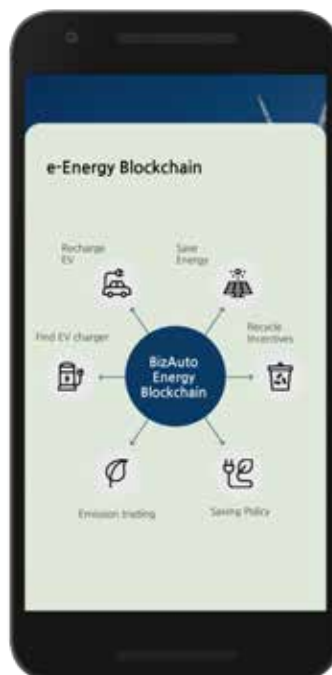 e-Energy Blockchain
Recharge
EV
Save
Energy
Find EV charger
Recycle
Incentives
BizAuto
Energy
Blockchain
Emission trading
Saving Policy